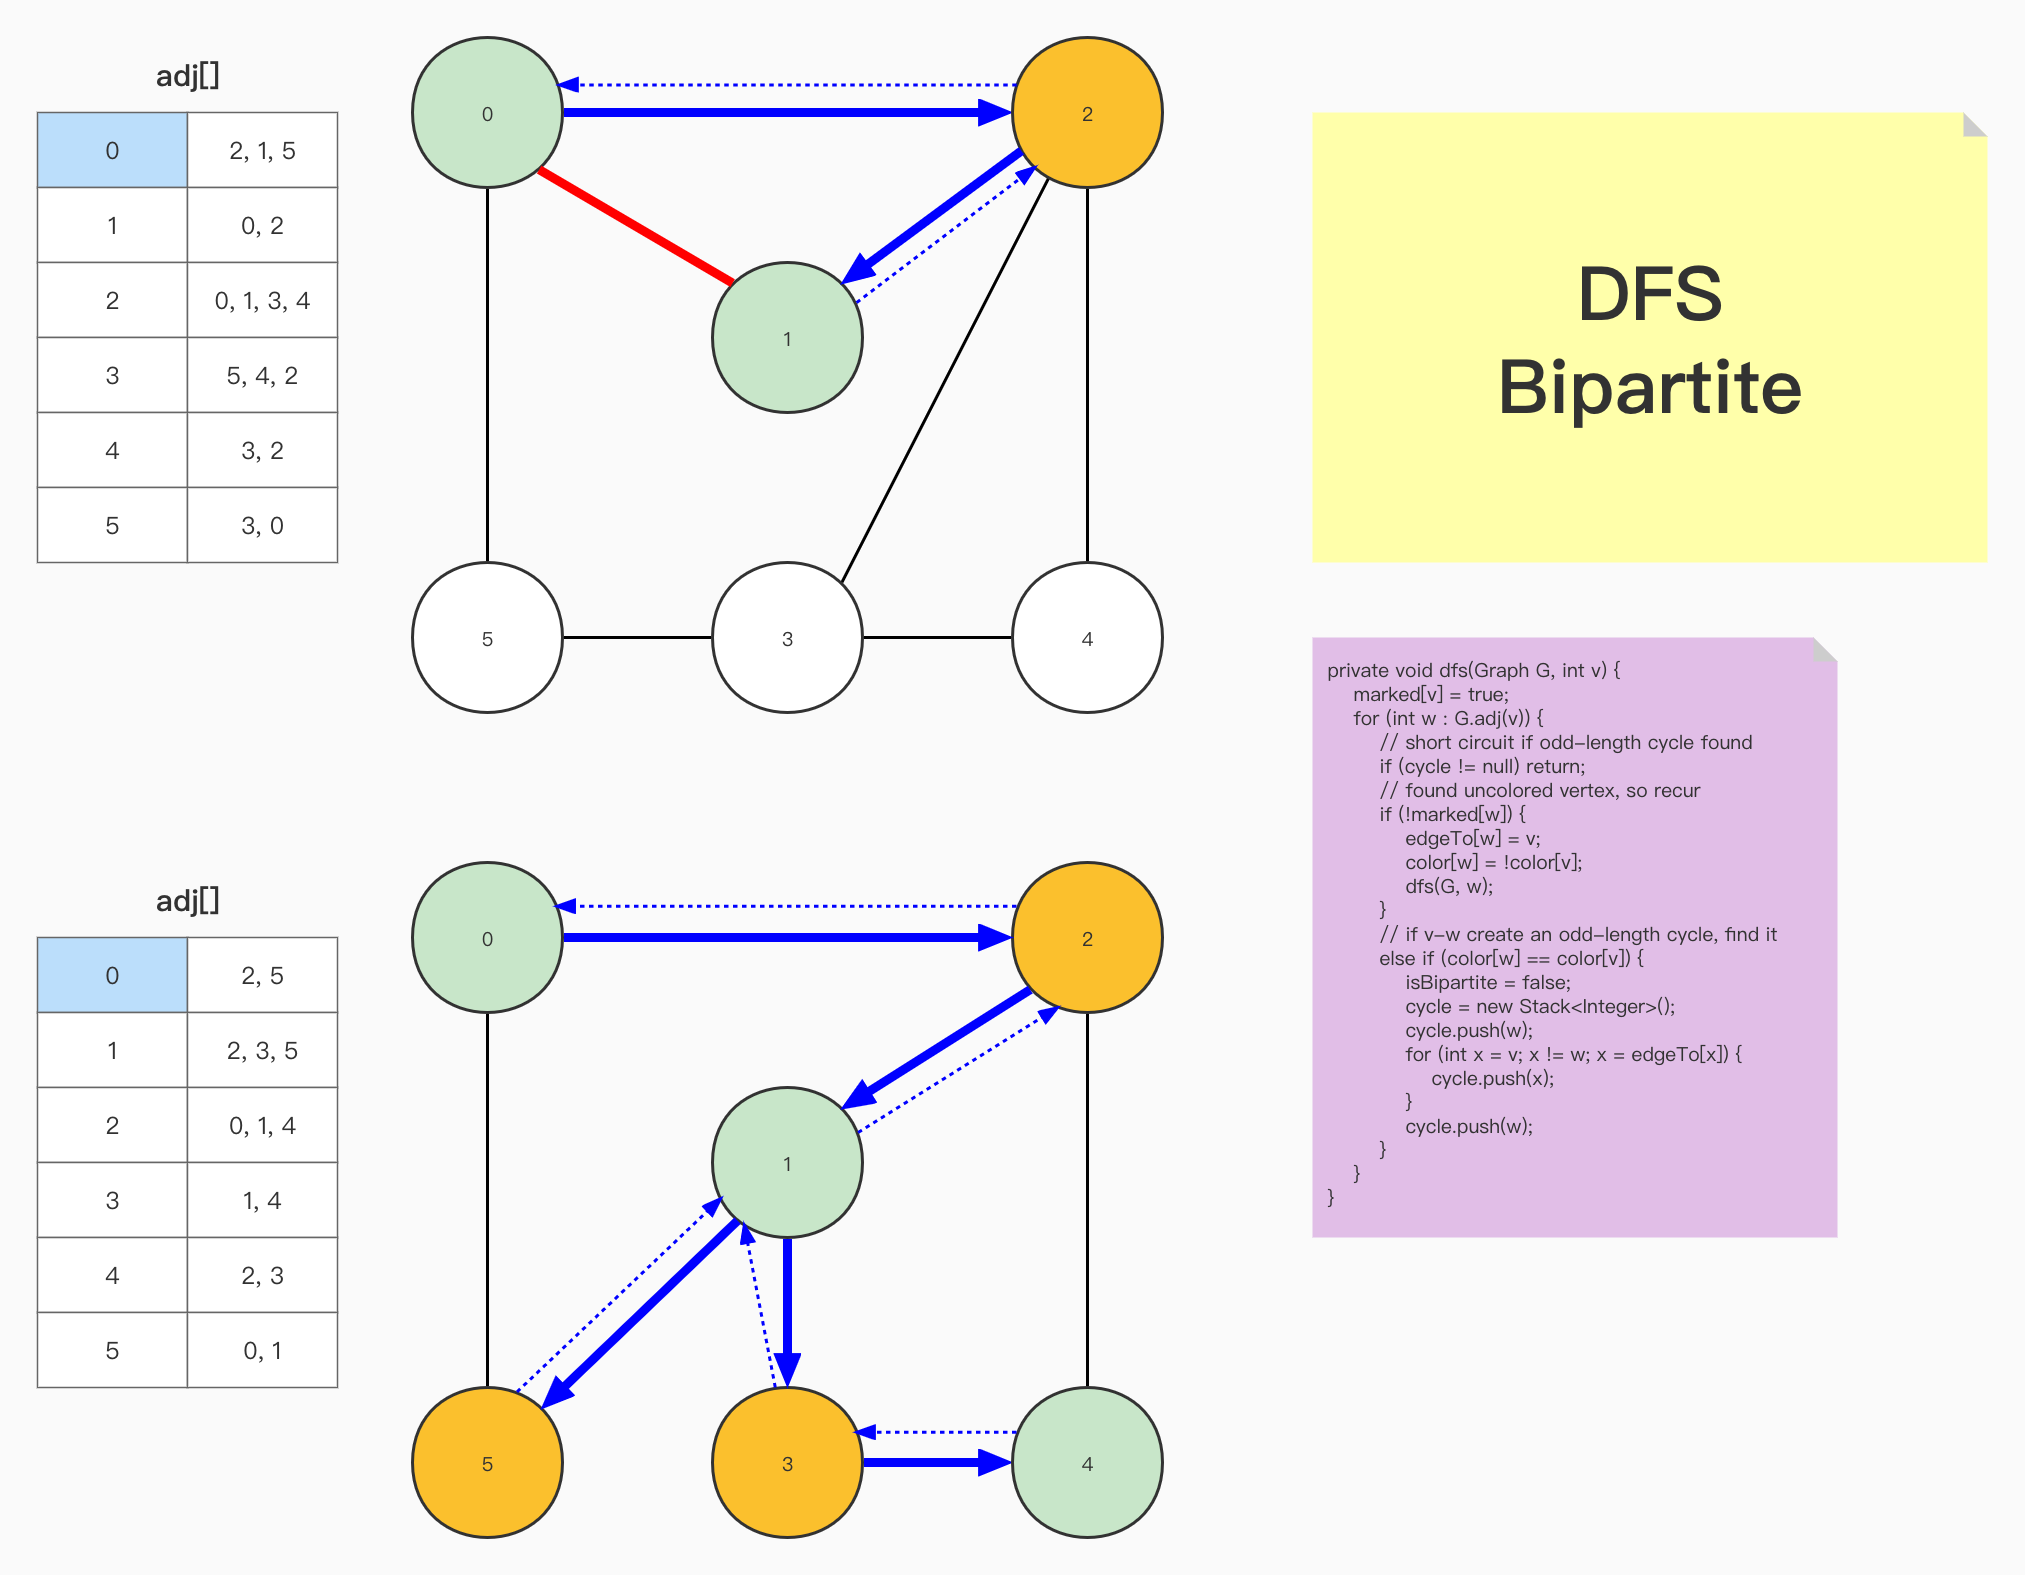 adj[]
0 2, 1, 5
1 0, 2
2 0, 1, 3, 4
3 5, 4, 2
4 3, 2
5 3, 0
0
2
1
5
3
4
DFS
Bipartite
private void dfs(Graph G, int v) {
marked[v] = true;
for (int w : G.adj(v)) {
// short circuit if odd-length cycle found
if (cycle != null) return;
// found uncolored vertex, so recur
if (!marked[w]) {
edgeTo[w] = v;
color[w] = !color[v];
dfs(G, w);
}
// if v-w create an odd-length cycle, find it
else if (color[w] == color[v]) {
isBipartite = false;
cycle = new Stack<Integer>();
cycle.push(w);
for (int x = v; x != w; x = edgeTo[x]) {
cycle.push(x);
}
cycle.push(w);
}
}
}
adj[]
0 2, 5
1 2, 3, 5
2 0, 1, 4
3 1, 4
4 2, 3
5 0, 1
0
2
1
5
3
4